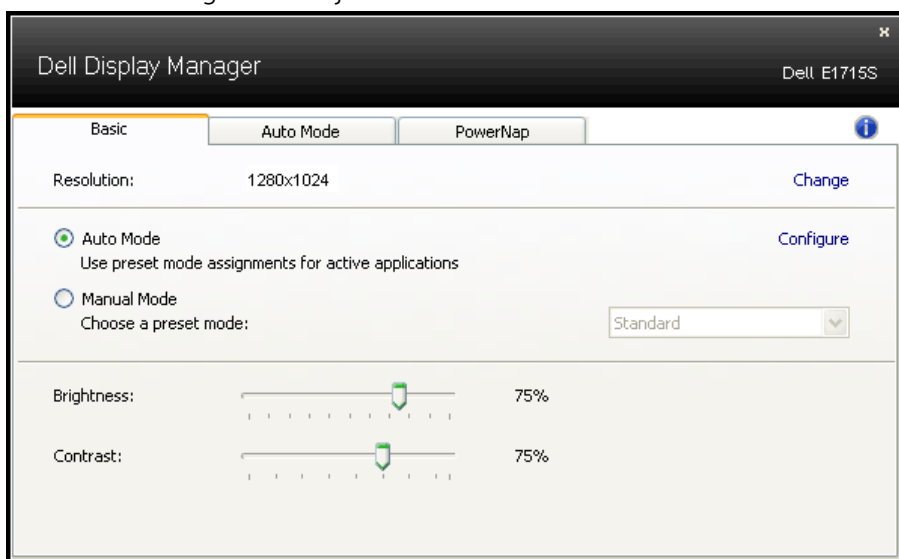 Dell Display Manager
Dell E1715S
Basic
Auto Mode
PowerNap
Resolution:
1280x1024
Change
Auto Mode
Configure
Use preset mode assignments for active applications
Manual Mode
Choose a preset mode:
Standard
Brightness:
75%
Contrast:
75%